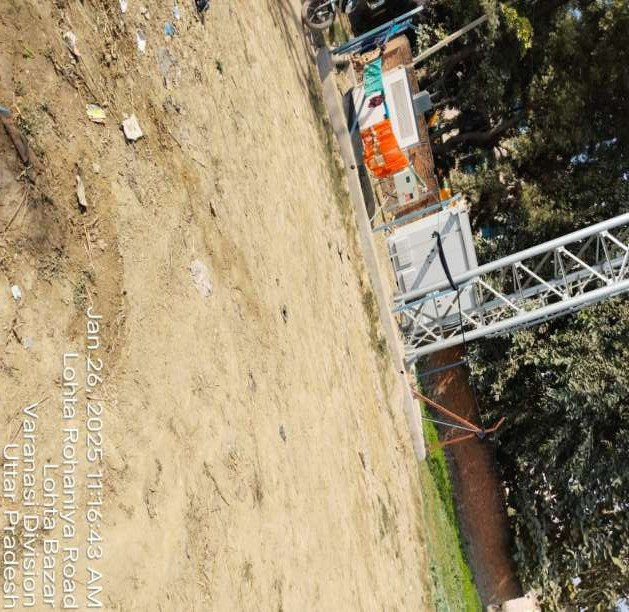 Jan 26, 2025 11:16:43 AM
Lohta Rohaniya Road
Lohta Bazar
Varanasi Division
Uttar Pradesh